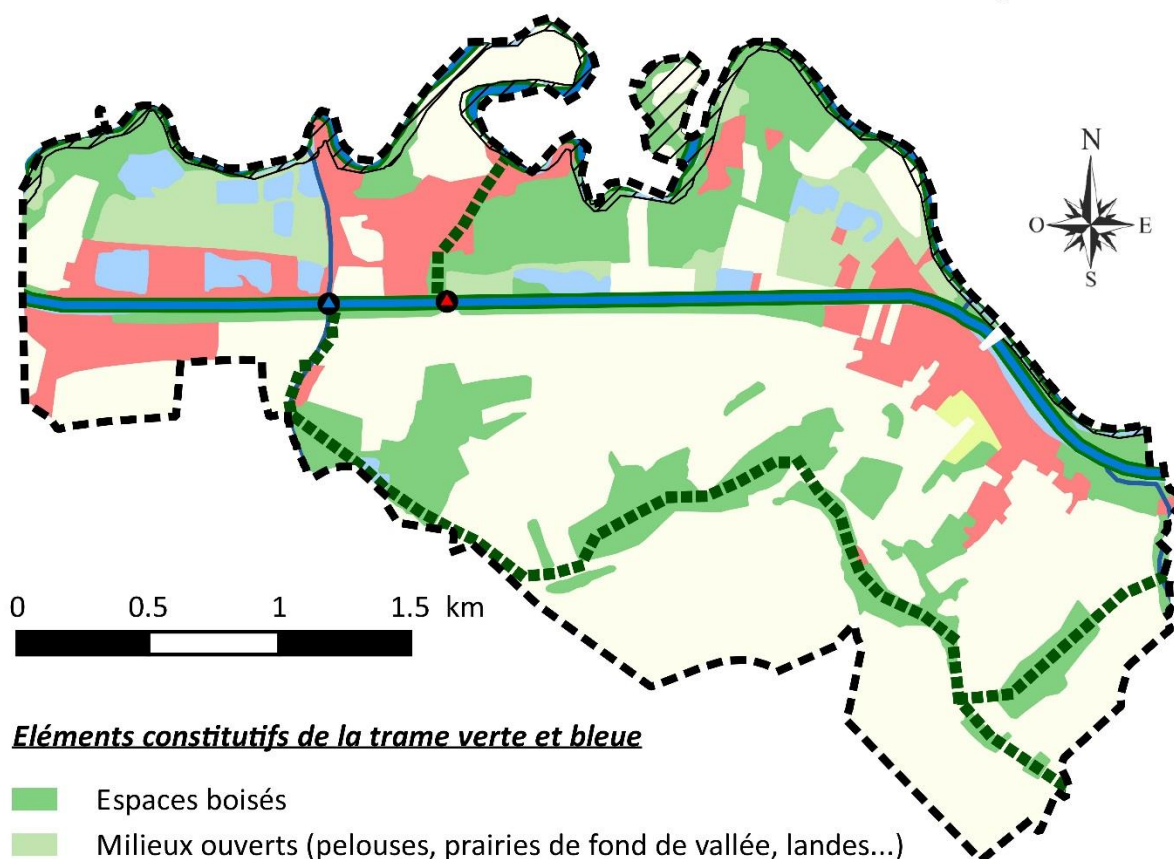 N
O E
S
0 0.5 1 1.5 km
Eléments constitutifs de la trame verte et bleue
Espaces boisés
Milieux ouverts (pelouses, prairies de fond de vallée, landes...)